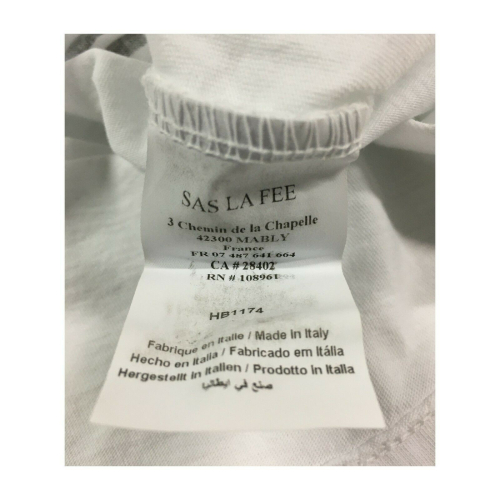 SAS LA FEE
3 Chemin de la Chapelle
42300 MABLY
France
FR 07 487 641 664
CA # 28402
RN # 108961
HB1174
Fabrique en Italie / Made In Italy
Hecho en Italia / Fabricado em Itália
Hergestellt in Italien / Prodotto in Italia
صنع في ايطاليا